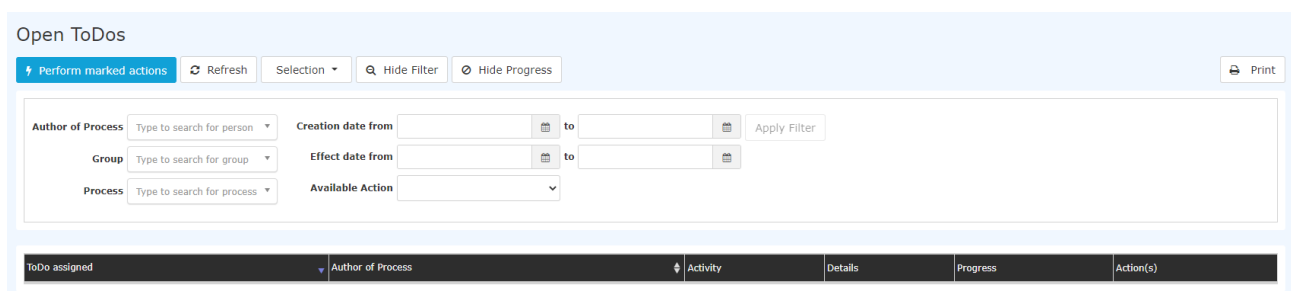 Open ToDos
Perform marked actions Refresh Selection Hide Filter Hide Progress Print
Author of Process Type to search for person Creation date from to Apply Filter
Group Type to search for group Effect date from to
Process Type to search for process Available Action
ToDo assigned Author of Process Activity Details Progress Action(s)